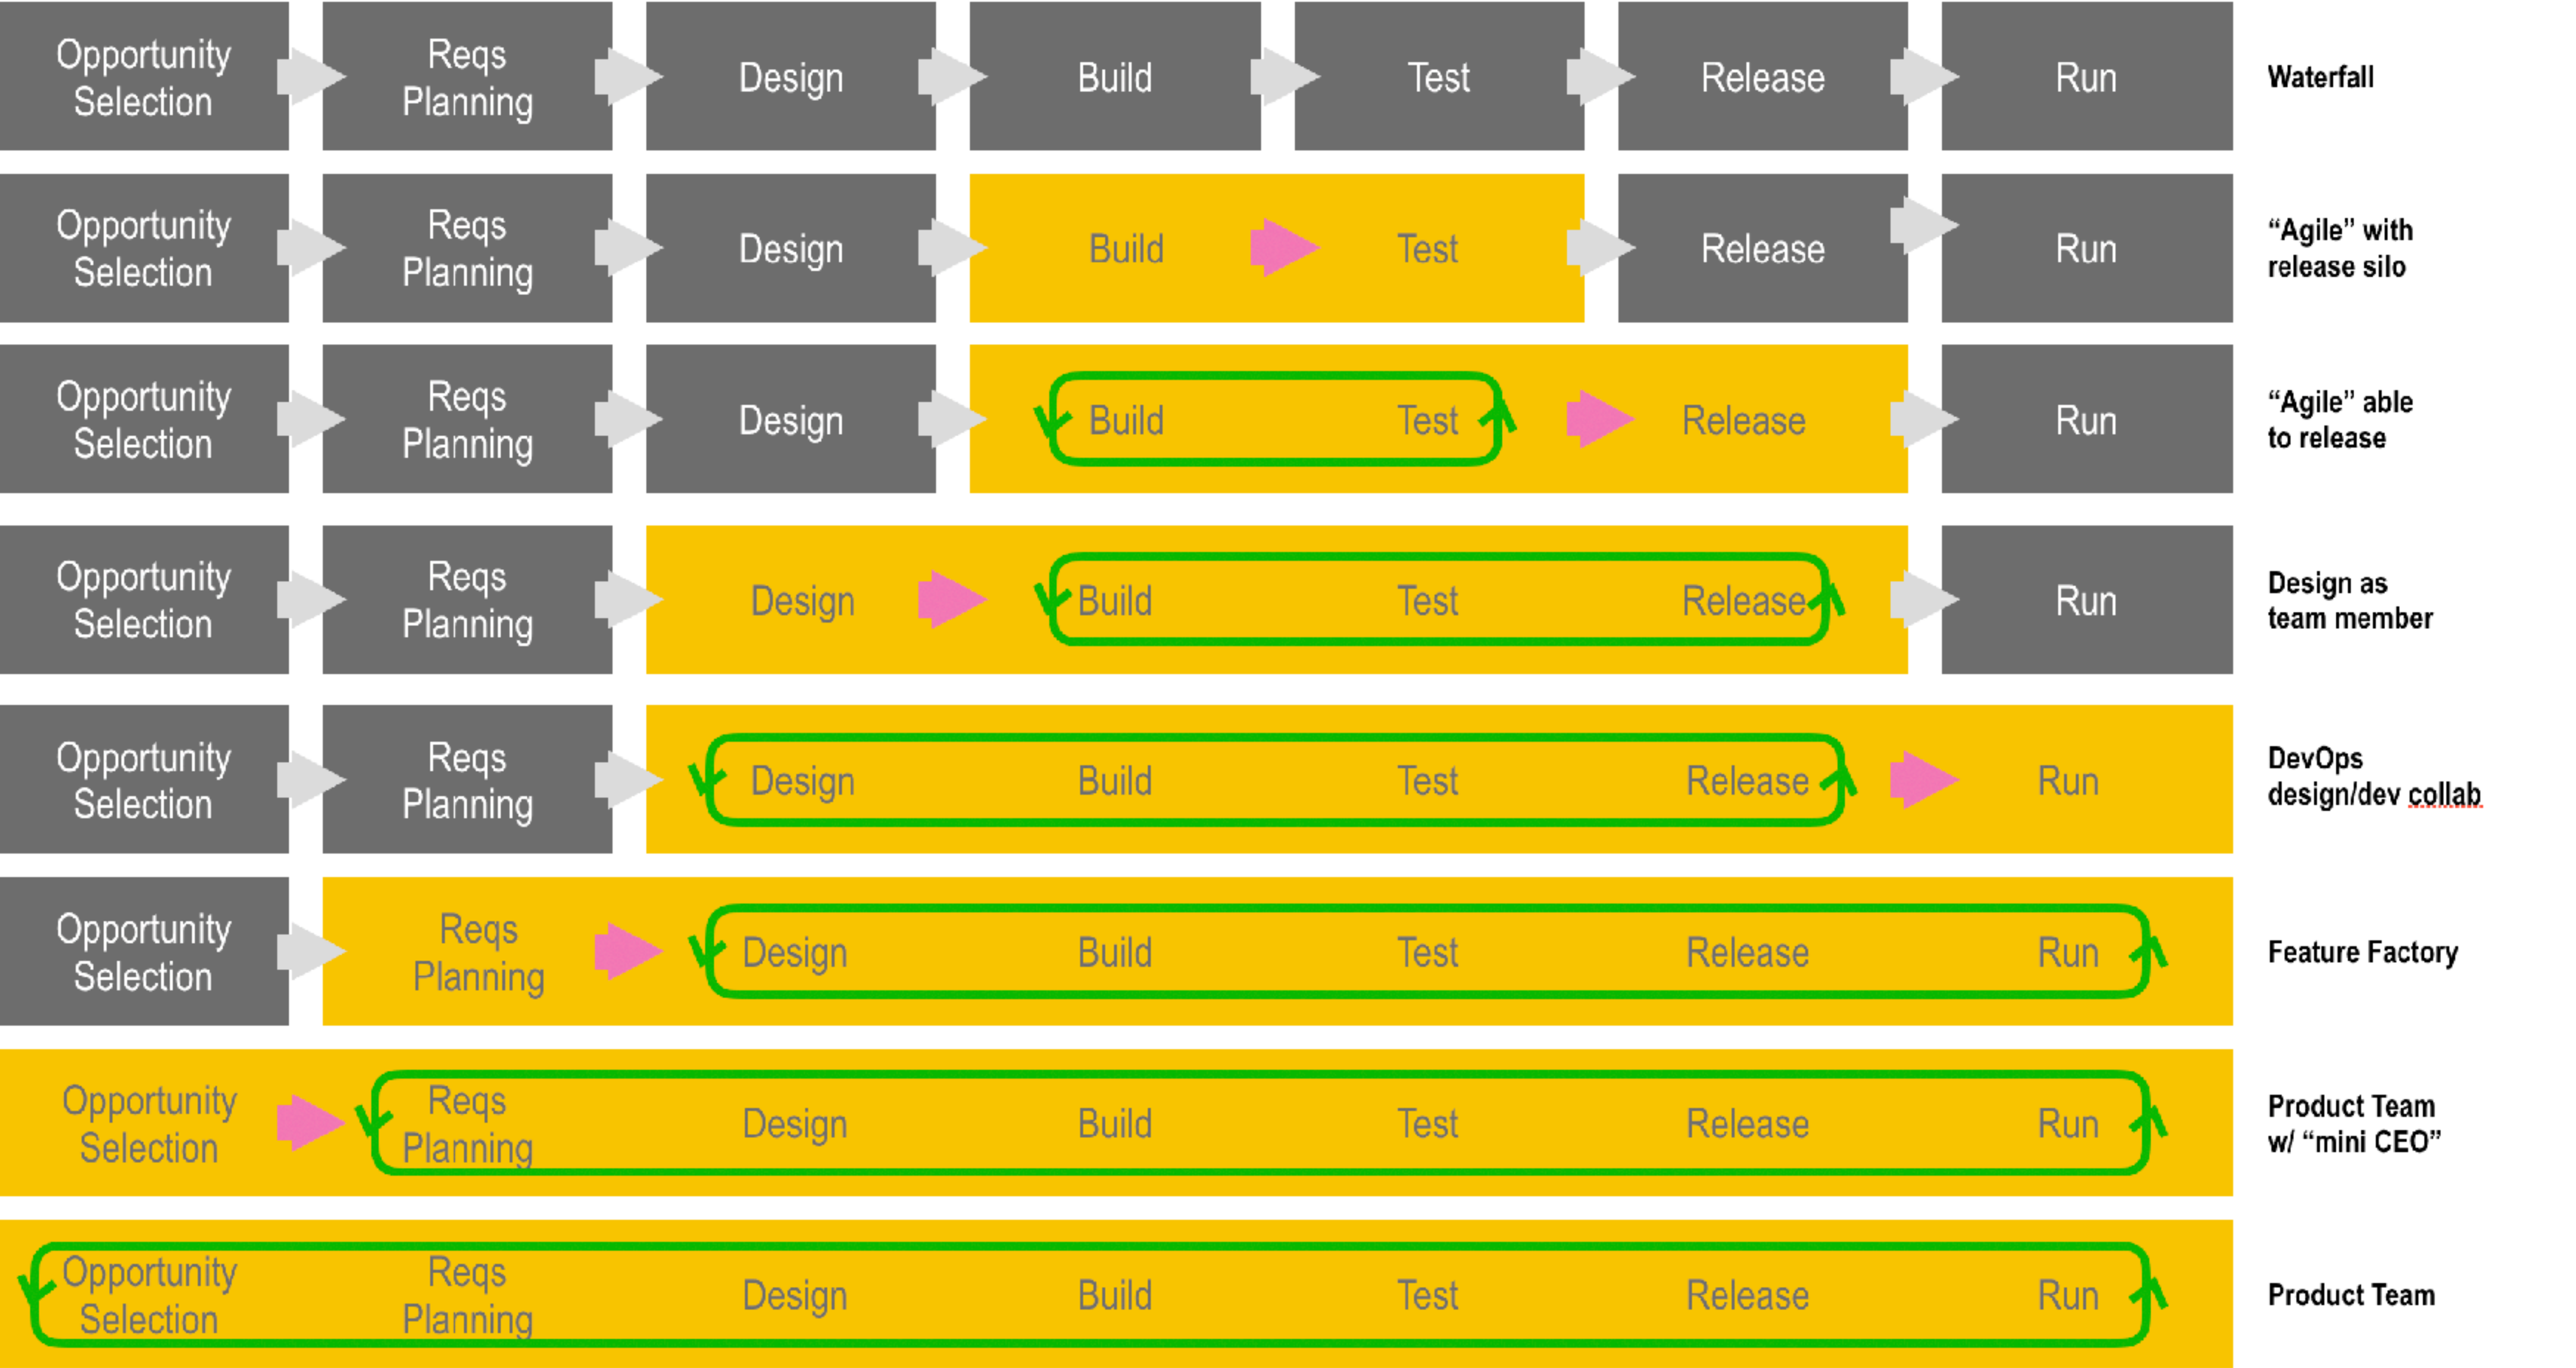 Opportunity
Selection
Reqs
Planning
Design
Build
Test
Release
Run
Waterfall
Opportunity
Selection
Reqs
Planning
Design
Build
Test
Release
Run
“Agile” with
release silo
Opportunity
Selection
Reqs
Planning
Design
Build
Test
Release
Run
“Agile” able
to release
Opportunity
Selection
Reqs
Planning
Design
Build
Test
Release
Run
Design as
team member
Opportunity
Selection
Reqs
Planning
Design
Build
Test
Release
Run
DevOps
design/dev collab
Opportunity
Selection
Reqs
Planning
Design
Build
Test
Release
Run
Feature Factory
Opportunity
Selection
Reqs
Planning
Design
Build
Test
Release
Run
Product Team
w/ “mini CEO”
Opportunity
Selection
Reqs
Planning
Design
Build
Test
Release
Run
Product Team